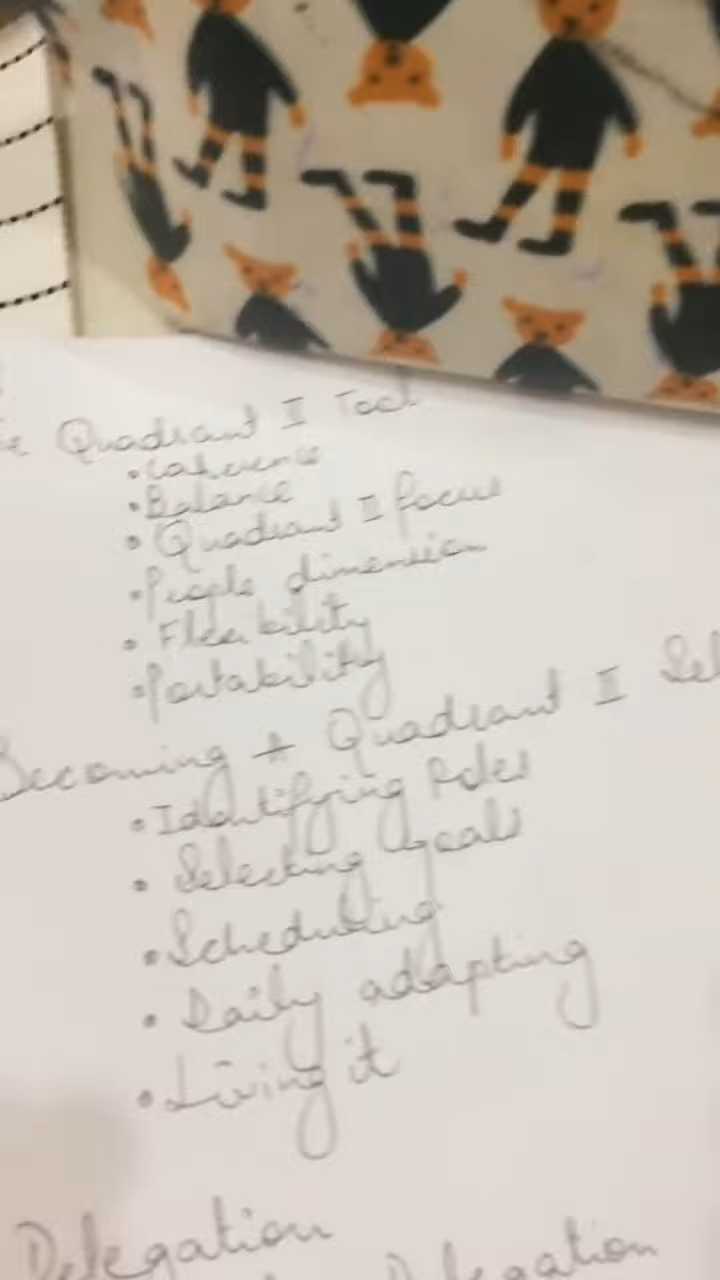 Quadrant II Tool
• Coherence
• Balance
• Quadrant II focus
• People dimension
• Flexibility
• Portability
Becoming A Quadrant II Sel
• Identifying Roles
• Selecting goals
• Scheduling
• Daily adapting
• Living it
Delegation
Delegation